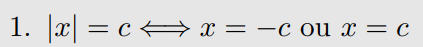 1. |x| = c ⟺ x = −c ou x = c